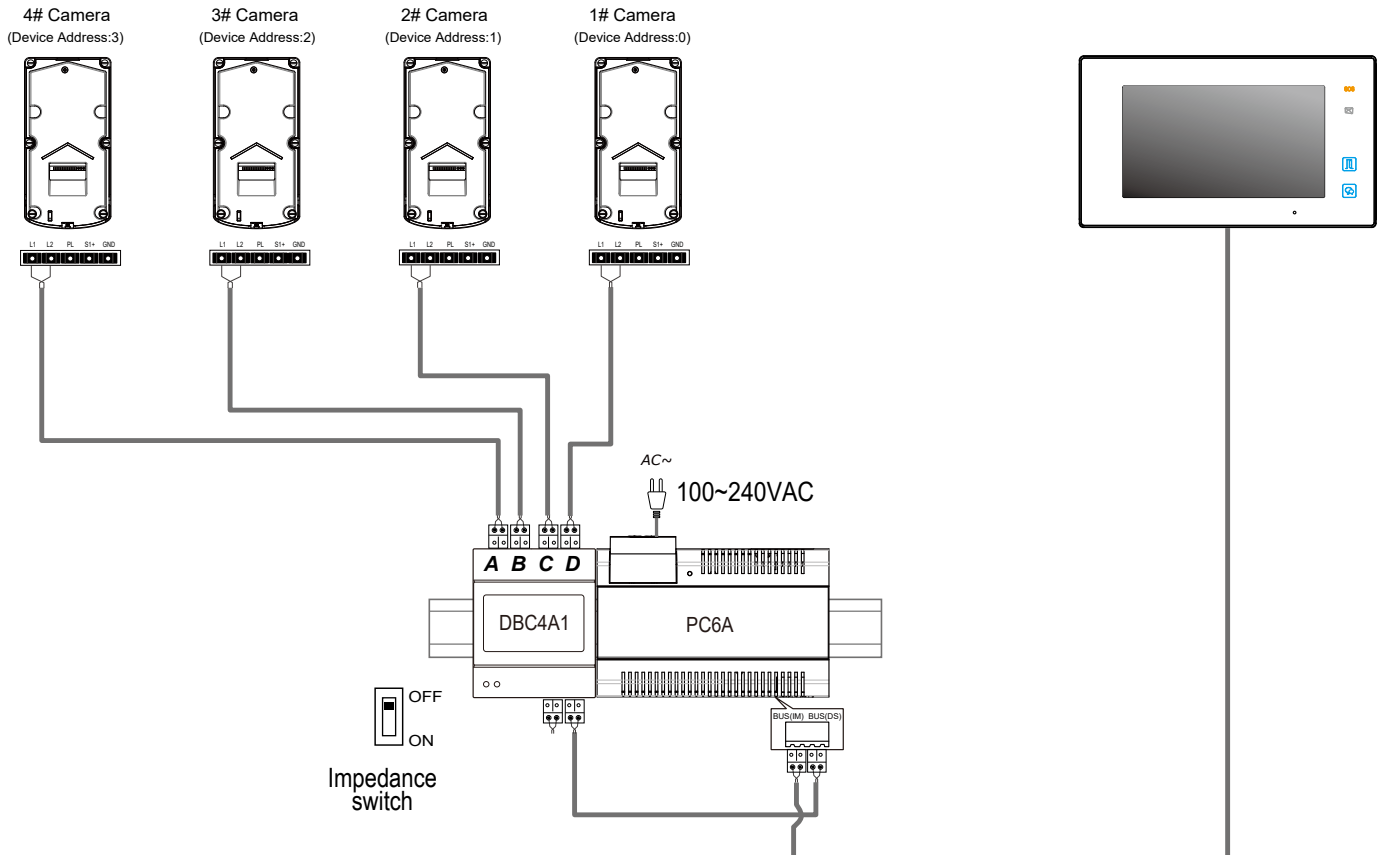 4# Camera
(Device Address:3)
3# Camera
(Device Address:2)
2# Camera
(Device Address:1)
1# Camera
(Device Address:0)
SOS
L1 L2 PL S1+ GND
L1 L2 PL S1+ GND
L1 L2 PL S1+ GND
L1 L2 PL S1+ GND
AC~
100~240VAC
A B C D
DBC4A1
PC6A
OFF
ON
Impedance
switch
BUS(IM) BUS(DS)